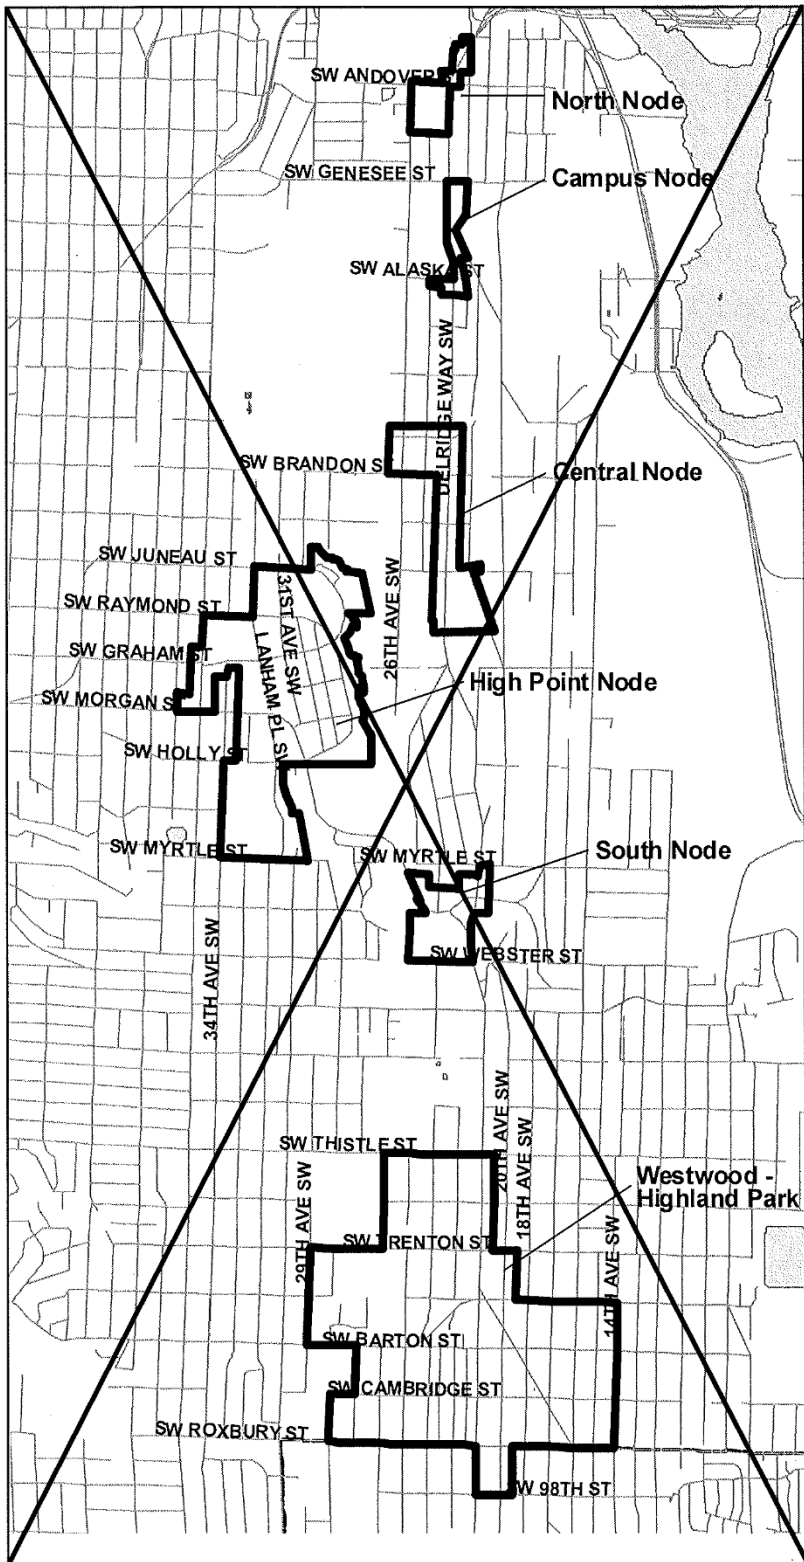 SW ANDOVER ST
North Node
SW GENESEE ST
Campus Node
SW ALASKA ST
DELRIDGE WAY SW
SW BRANDON ST
Central Node
SW JUNEAU ST
31ST AVE SW
26TH AVE SW
SW RAYMOND ST
SW GRAHAM ST
LANHAM PL SW
High Point Node
SW MORGAN ST
SW HOLLY ST
SW MYRTLE ST
SW MYRTLE ST
South Node
34TH AVE SW
SW WEBSTER ST
20TH AVE SW
SW THISTLE ST
18TH AVE SW
Westwood -
Highland Park
29TH AVE SW
SW TRENTON ST
14TH AVE SW
SW BARTON ST
SW CAMBRIDGE ST
SW ROXBURY ST
SW 98TH ST